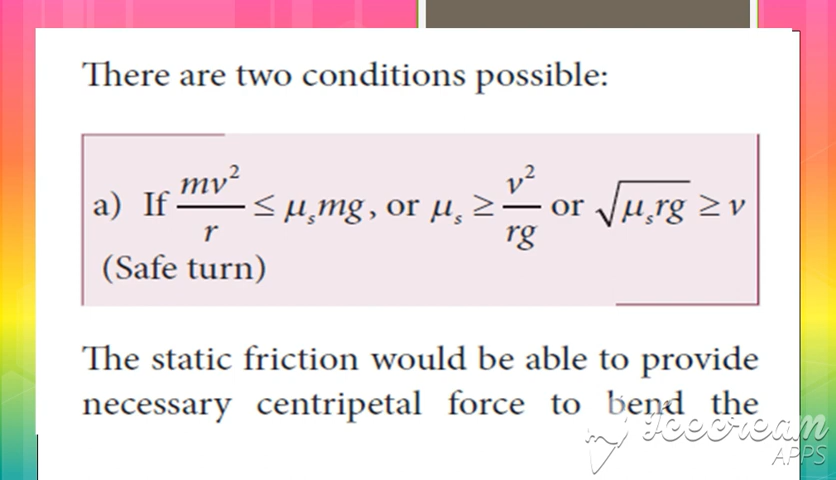 There are two conditions possible:
a) If mv²/r ≤ μₛmg, or μₛ ≥ v²/rg or √μₛrg ≥ v
(Safe turn)
The static friction would be able to provide
necessary centripetal force to bend the
Icecream
APPS